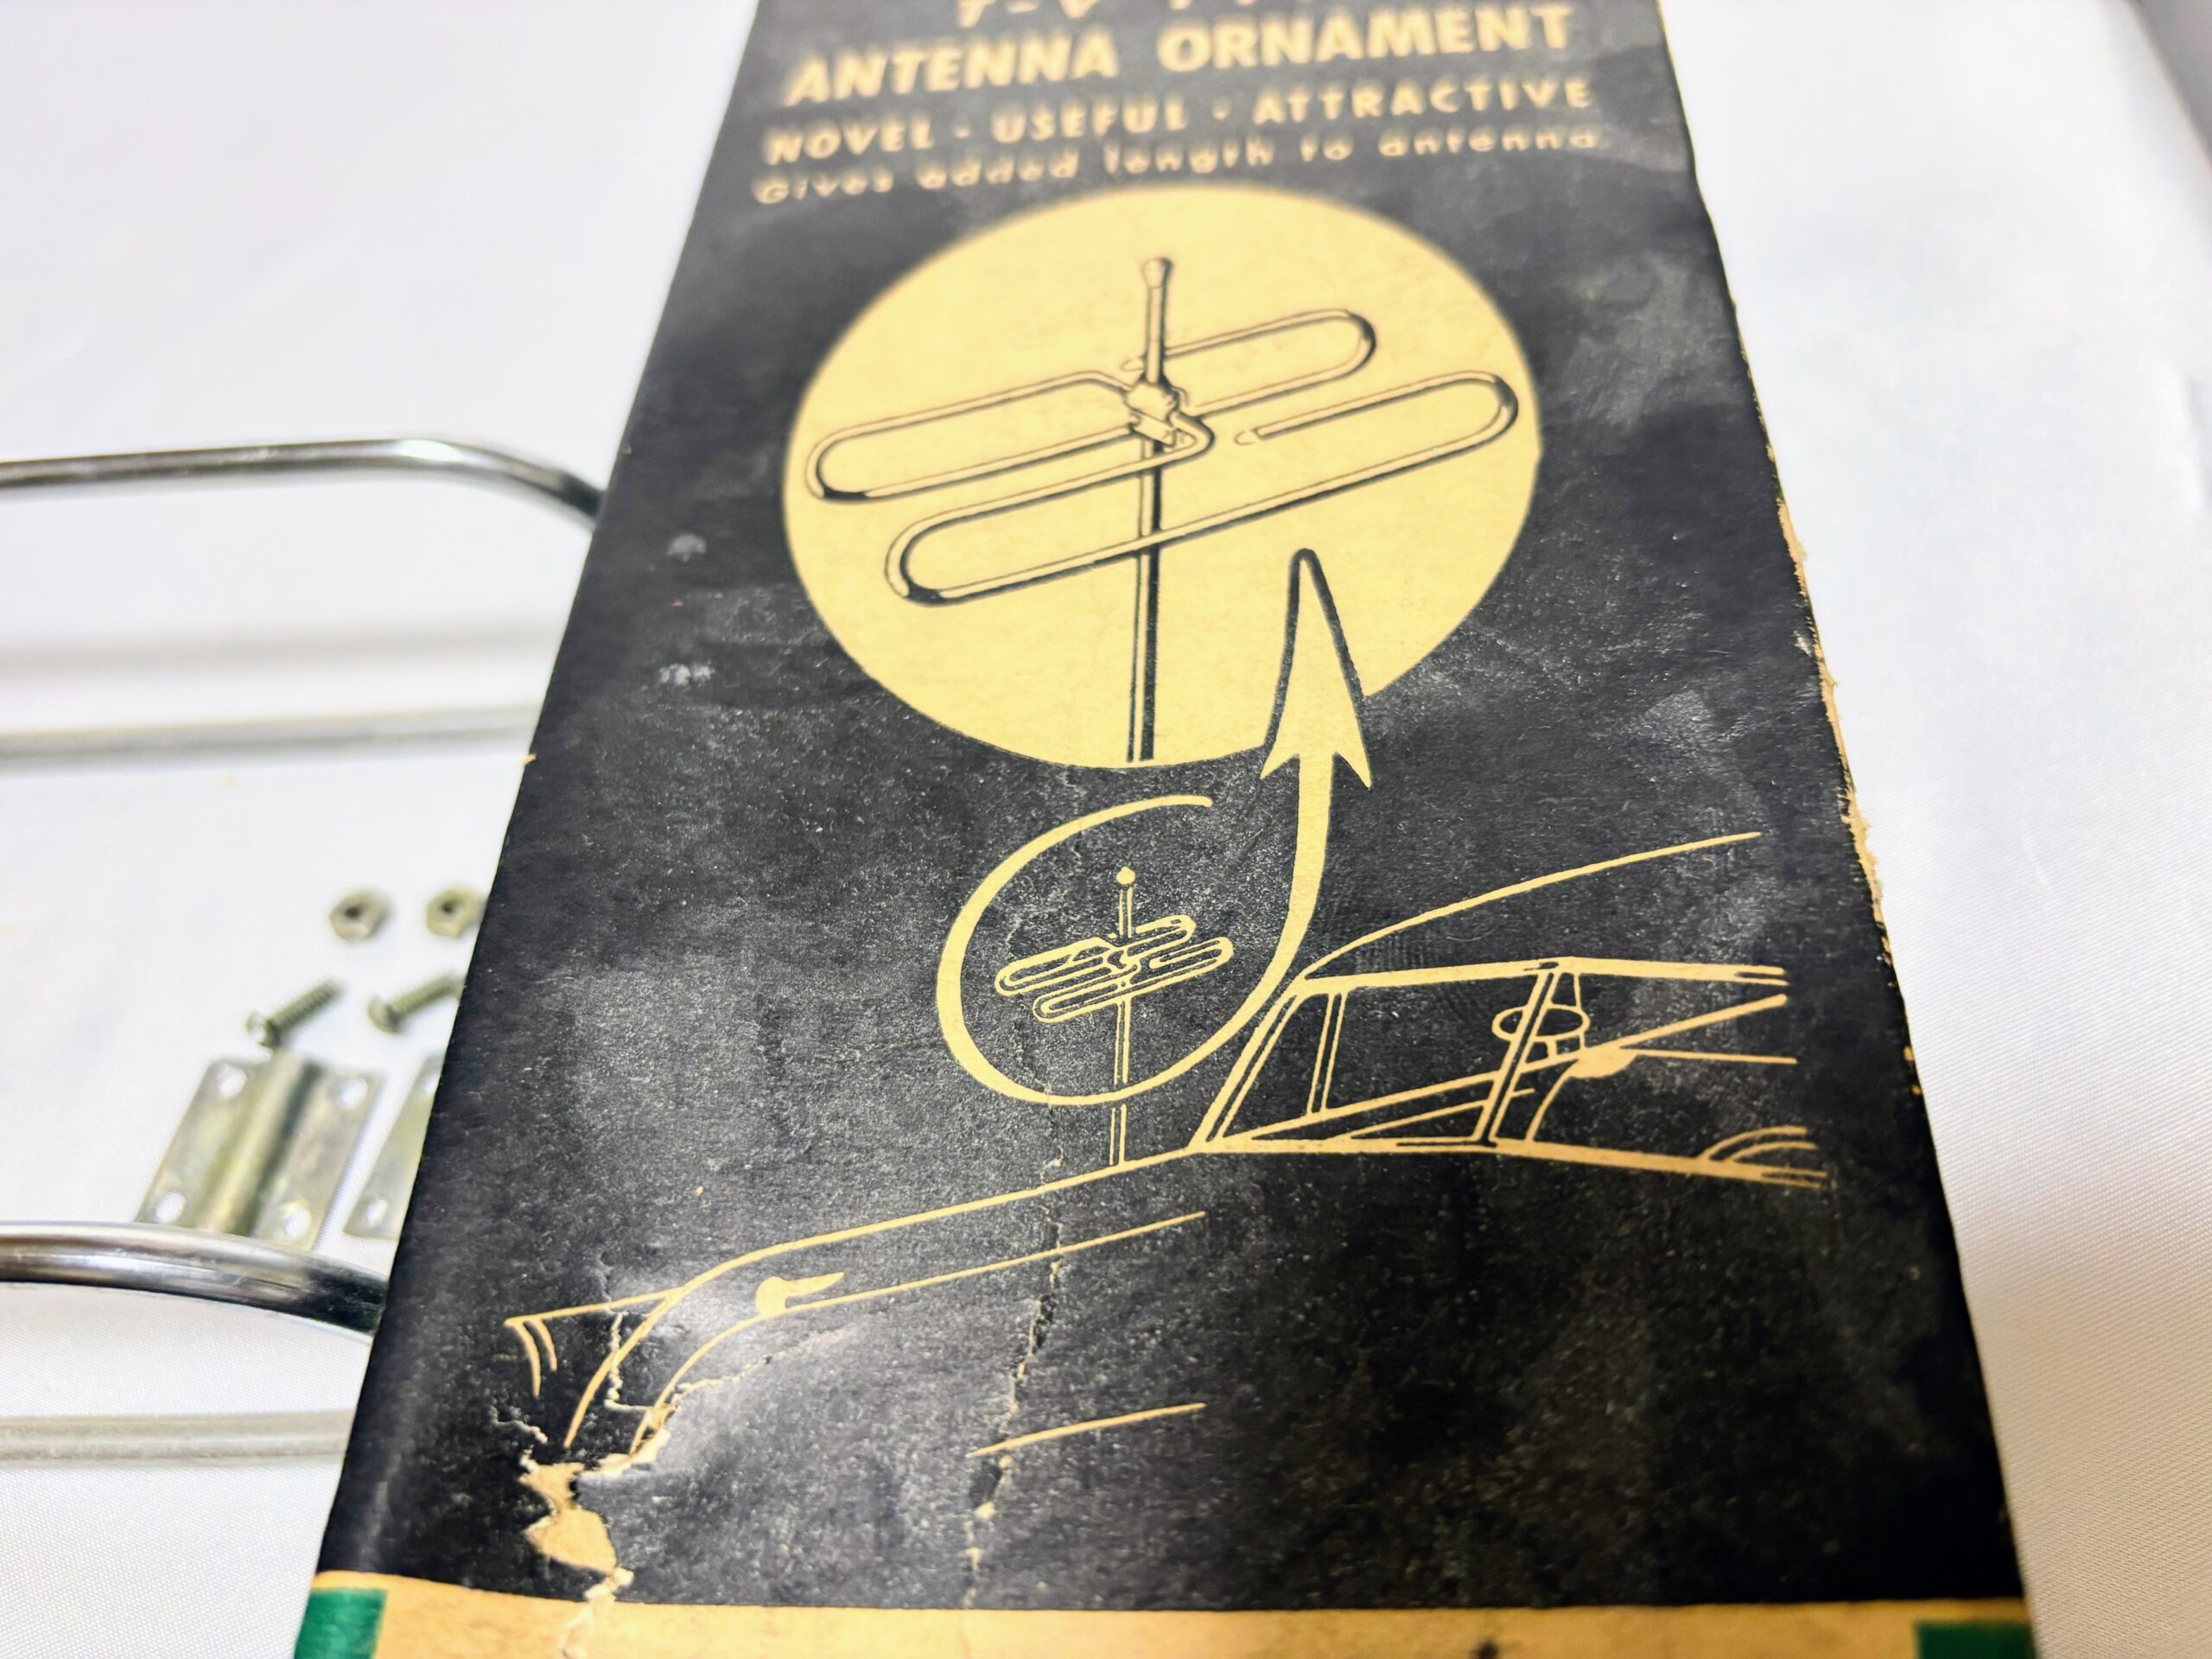 T-V
ANTENNA ORNAMENT
NOVEL · USEFUL · ATTRACTIVE
Gives added length to antenna